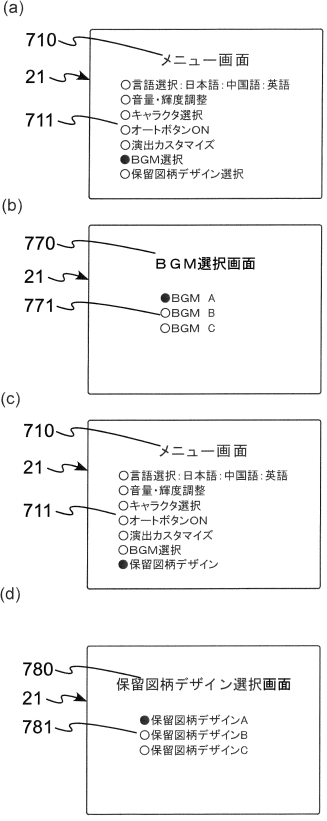 (a)
710
メニュー画面
21
○言語選択：日本語：中国語：英語
○音量・輝度調整
○キャラクタ選択
711
○オートボタンON
○演出カスタマイズ
●BGM選択
○保留図柄デザイン選択
(b)
770
BGM選択画面
21
771
●BGM A
○BGM B
○BGM C
(c)
710
メニュー画面
21
○言語選択：日本語：中国語：英語
○音量・輝度調整
○キャラクタ選択
711
○オートボタンON
○演出カスタマイズ
○BGM選択
●保留図柄デザイン
(d)
780
保留図柄デザイン選択画面
21
781
●保留図柄デザインA
○保留図柄デザインB
○保留図柄デザインC